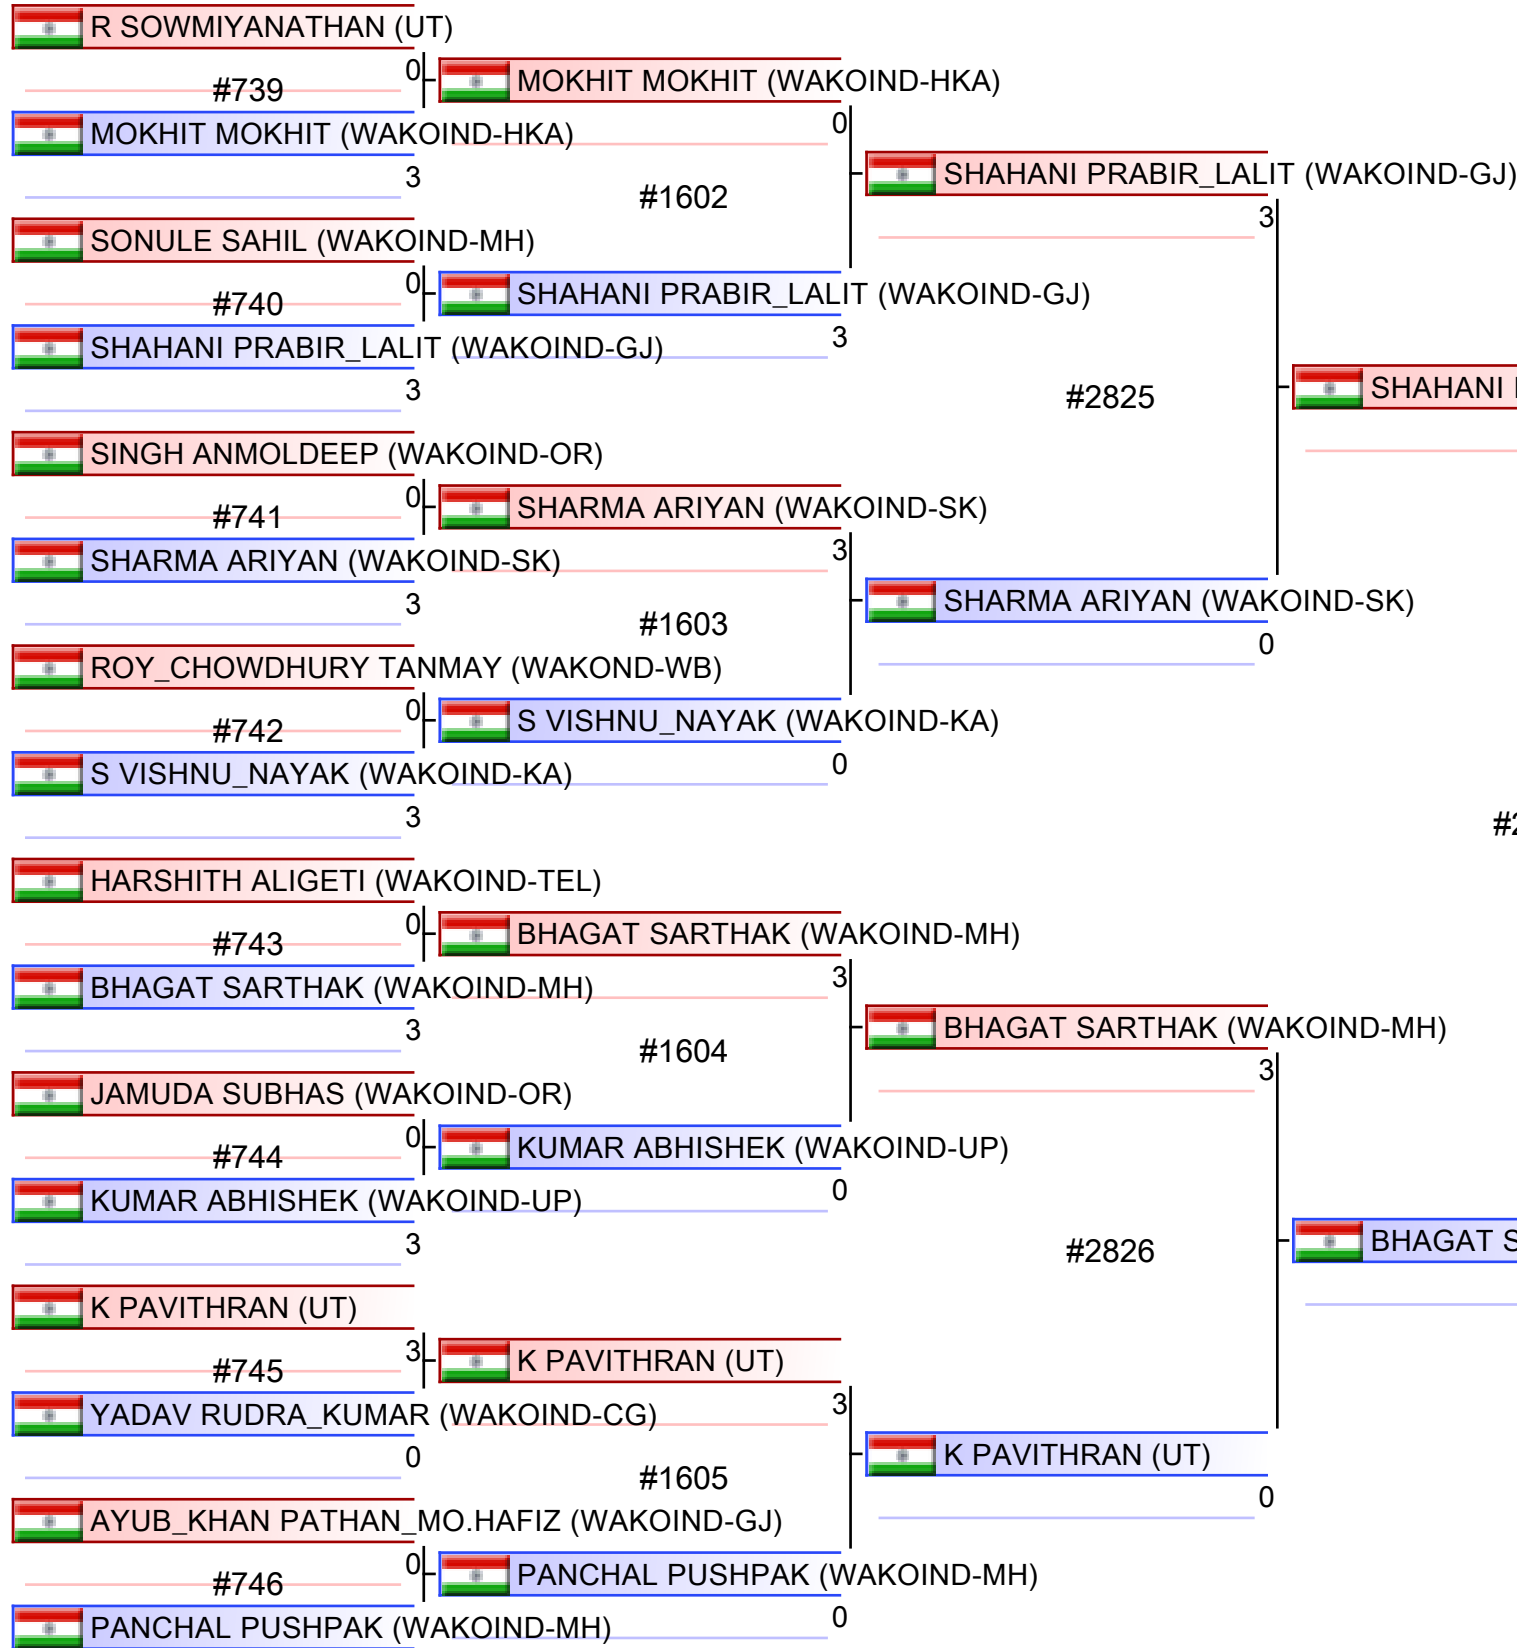 R SOWMIYANATHAN (UT)
0
#739
MOKHIT MOKHIT (WAKOIND-HKA)
MOKHIT MOKHIT (WAKOIND-HKA)
0
3
#1602
SHAHANI PRABIR_LALIT (WAKOIND-GJ)
3
SONULE SAHIL (WAKOIND-MH)
0
#740
SHAHANI PRABIR_LALIT (WAKOIND-GJ)
3
SHAHANI PRABIR_LALIT (WAKOIND-GJ)
3
#2825
SHAHANI
SINGH ANMOLDEEP (WAKOIND-OR)
0
#741
SHARMA ARIYAN (WAKOIND-SK)
3
SHARMA ARIYAN (WAKOIND-SK)
3
#1603
SHARMA ARIYAN (WAKOIND-SK)
0
ROY_CHOWDHURY TANMAY (WAKOND-WB)
0
#742
S VISHNU_NAYAK (WAKOIND-KA)
0
S VISHNU_NAYAK (WAKOIND-KA)
3
HARSHITH ALIGETI (WAKOIND-TEL)
0
#743
BHAGAT SARTHAK (WAKOIND-MH)
3
BHAGAT SARTHAK (WAKOIND-MH)
3
#1604
BHAGAT SARTHAK (WAKOIND-MH)
3
JAMUDA SUBHAS (WAKOIND-OR)
0
#744
KUMAR ABHISHEK (WAKOIND-UP)
0
KUMAR ABHISHEK (WAKOIND-UP)
3
#2826
BHAGAT
K PAVITHRAN (UT)
3
#745
K PAVITHRAN (UT)
3
YADAV RUDRA_KUMAR (WAKOIND-CG)
0
#1605
K PAVITHRAN (UT)
0
AYUB_KHAN PATHAN_MO.HAFIZ (WAKOIND-GJ)
0
#746
PANCHAL PUSHPAK (WAKOIND-MH)
0
PANCHAL PUSHPAK (WAKOIND-MH)